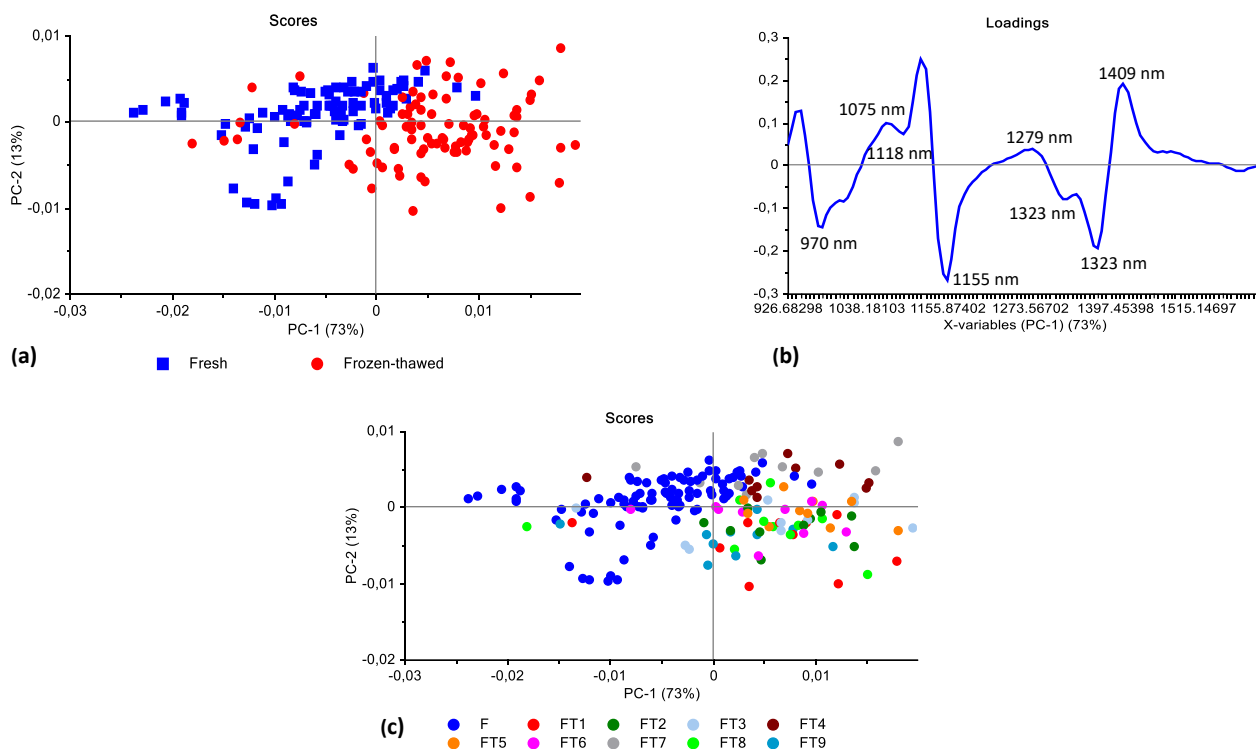 Scores
0,01
0
-0,01
-0,02
PC-2 (13%)
-0,03
-0,02
-0,01
0
0,01
PC-1 (73%)
(a)
Fresh
Frozen-thawed
Loadings
0,3
0,2
0,1
0
-0,1
-0,2
-0,3
1075 nm
1118 nm
1279 nm
1409 nm
970 nm
1155 nm
1323 nm
1323 nm
926.68298 1038.18103 1155.87402 1273.56702 1397.45398 1515.14697
X-variables (PC-1) (73%)
(b)
Scores
0,01
0
-0,01
-0,02
PC-2 (13%)
-0,03
-0,02
-0,01
0
0,01
PC-1 (73%)
(c)
F FT1 FT2 FT3 FT4
FT5 FT6 FT7 FT8 FT9